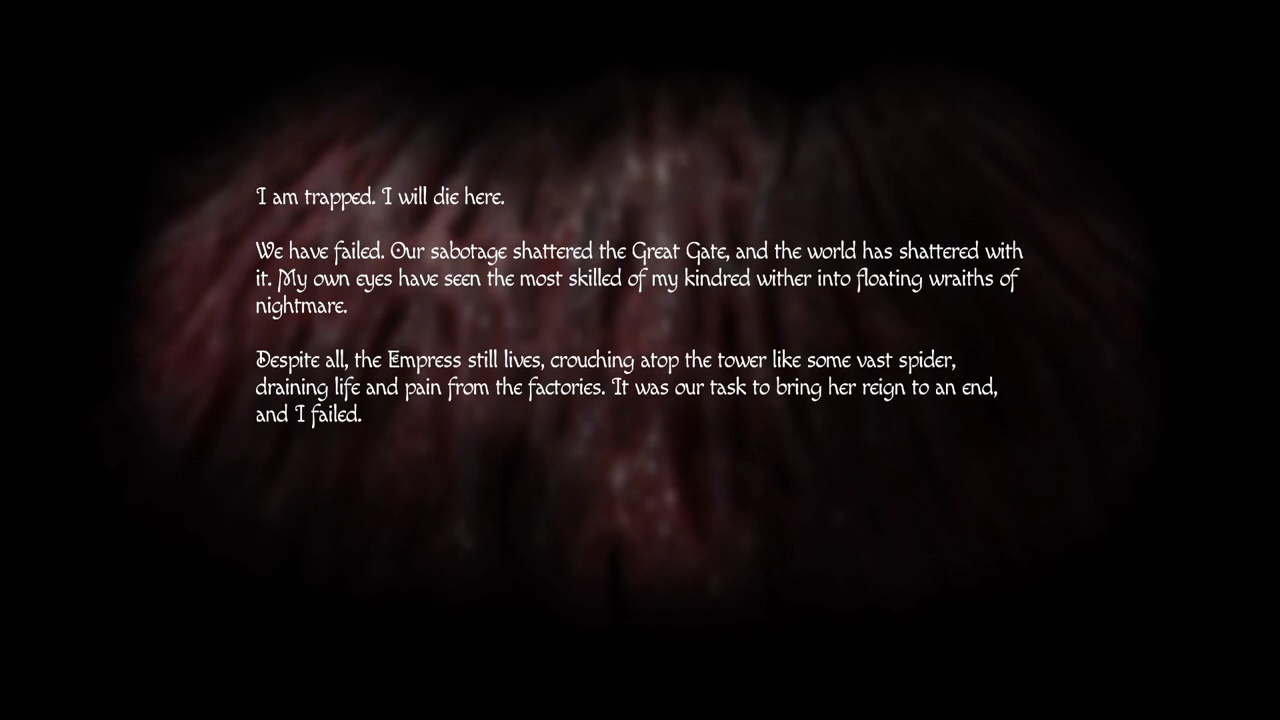 I am trapped. I will die here.
We have failed. Our sabotage shattered the Great Gate, and the world has shattered with
it. My own eyes have seen the most skilled of my kindred wither into floating wraiths of
nightmare.
Despite all, the Empress still lives, crouching atop the tower like some vast spider,
draining life and pain from the factories. It was our task to bring her reign to an end,
and I failed.